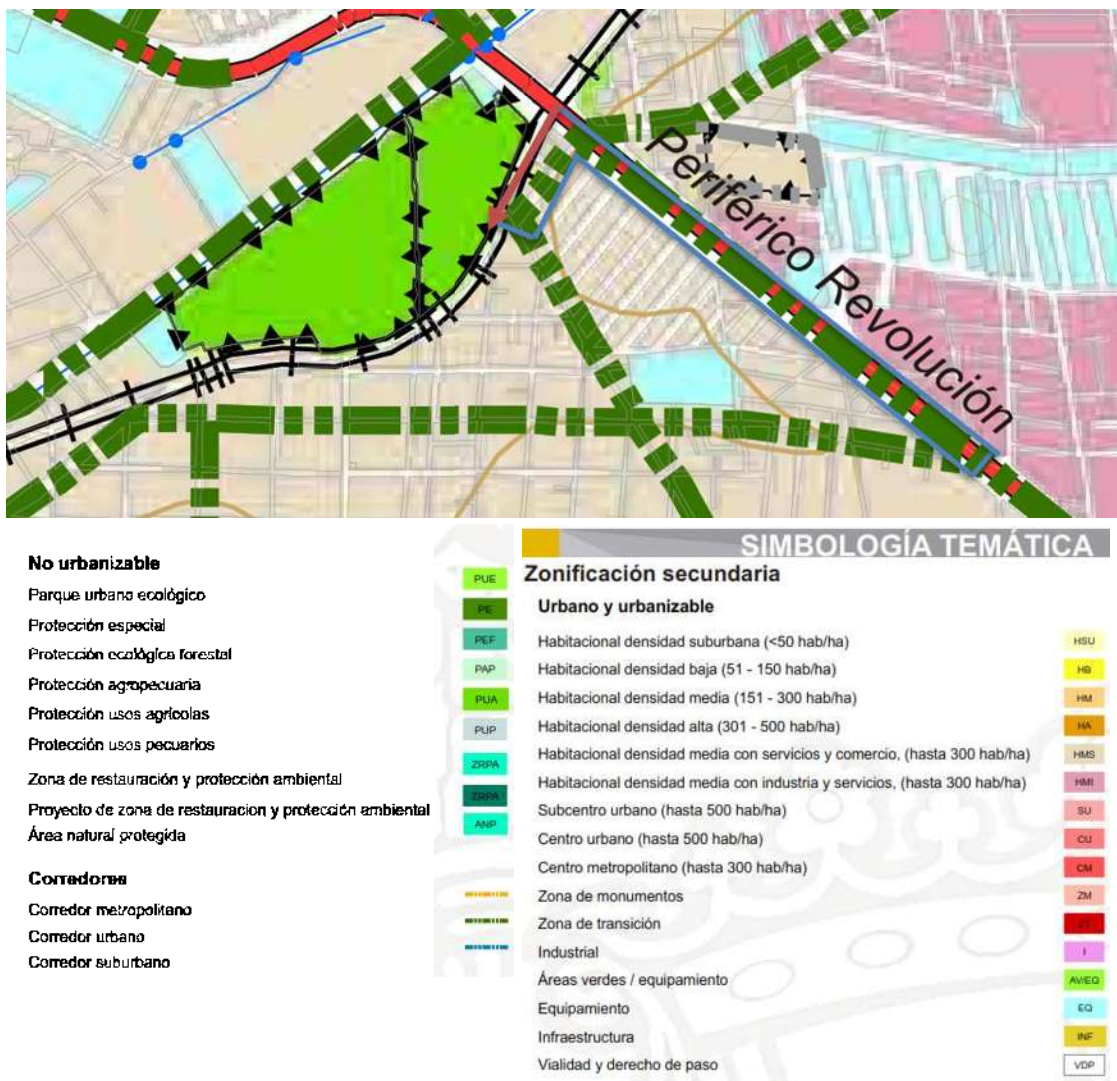 Periférico Revolución
No urbanizable
Parque urbano ecológico
Protección especial
Protección ecológica forestal
Protección agropecuaria
Protección usos agrícolas
Protección usos pecuarios
Zona de restauración y protección ambiental
Proyecto de zona de restauracion y protección ambiental
Área natural protegida
Corredores
Corredor metropolitano
Corredor urbano
Corredor suburbano
PUE
PE
PEF
PAP
PUA
PUP
ZRPA
ZRPA
ANP
SIMBOLOGÍA TEMÁTICA
Zonificación secundaria
Urbano y urbanizable
Habitacional densidad suburbana (<50 hab/ha) HSU
Habitacional densidad baja (51 - 150 hab/ha) HB
Habitacional densidad media (151 - 300 hab/ha) HM
Habitacional densidad alta (301 - 500 hab/ha) HA
Habitacional densidad media con servicios y comercio, (hasta 300 hab/ha) HMS
Habitacional densidad media con industria y servicios, (hasta 300 hab/ha) HMI
Subcentro urbano (hasta 500 hab/ha) SU
Centro urbano (hasta 500 hab/ha) CU
Centro metropolitano (hasta 300 hab/ha) CM
Zona de monumentos ZM
Zona de transición
Industrial I
Áreas verdes / equipamiento AV/EQ
Equipamiento EQ
Infraestructura INF
Vialidad y derecho de paso VDP